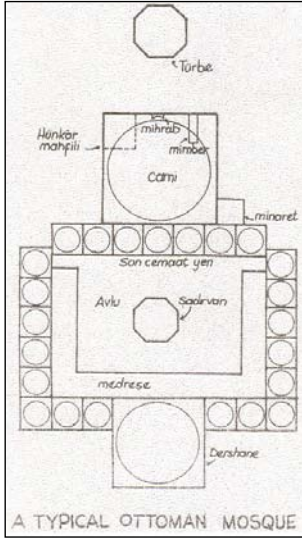 Türbe
Hünkâr
mahfili
mihrab
mimber
Cami
minaret
Son cemaat yeri
Avlu
Şadırvan
medrese
Dershane
A TYPICAL OTTOMAN MOSQUE